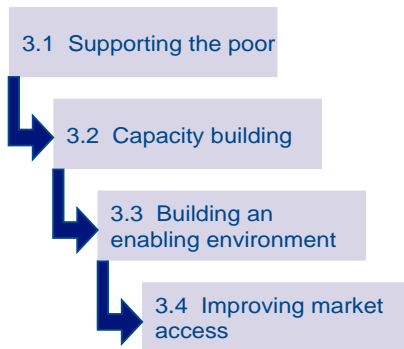 3.1 Supporting the poor
3.2 Capacity building
3.3 Building an
enabling environment
3.4 Improving market
access